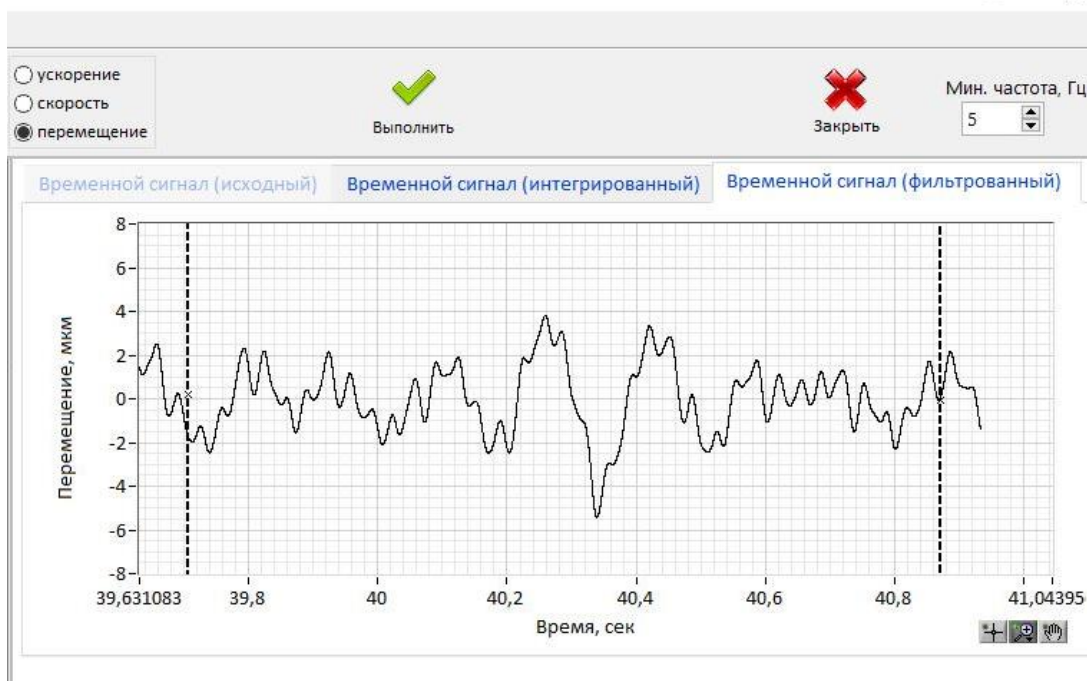 ускорение
скорость
перемещение
Выполнить
Закрыть
Мин. частота, Гц
5
Временной сигнал (исходный) Временной сигнал (интегрированный) Временной сигнал (фильтрованный)
Перемещение, мкм
8
6
4
2
0
-2
-4
-6
-8
39,631083 39,8 40 40,2 40,4 40,6 40,8 41,04395
Время, сек